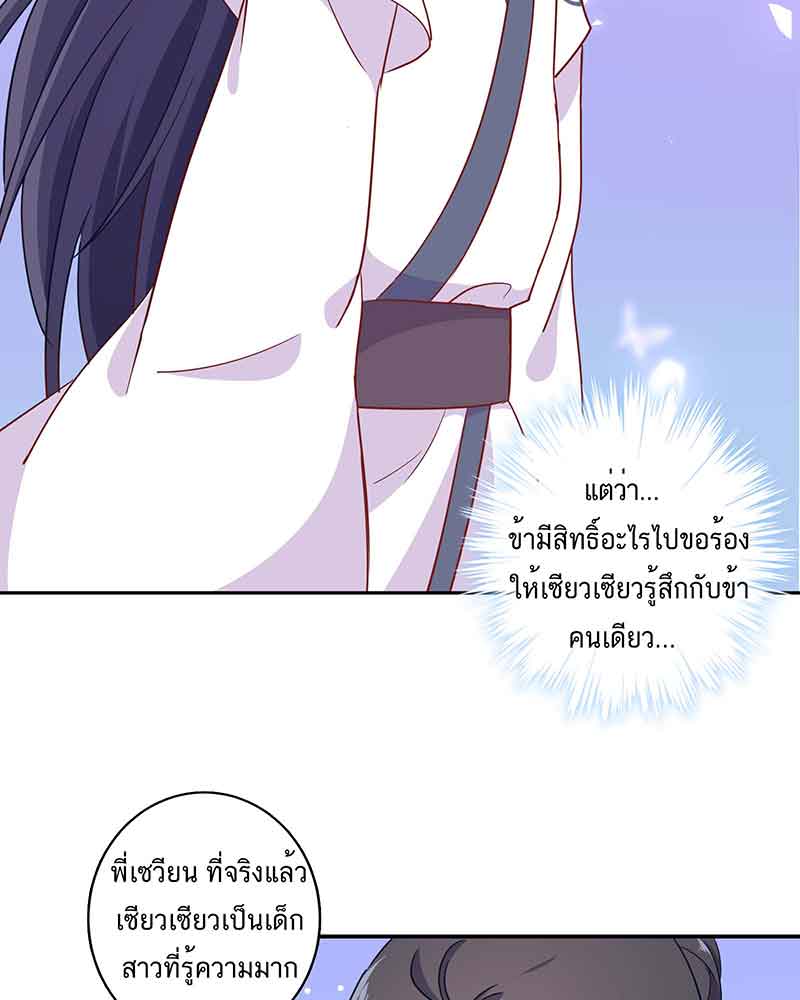 แต่ว่า...
ข้ามีสิทธิ์อะไรไปขอร้อง
ให้เซียวเซียวรู้สึกกับข้า
คนเดียว...
พี่เซวียน ที่จริงแล้ว
เซียวเซียวเป็นเด็ก
สาวที่รู้ความมาก